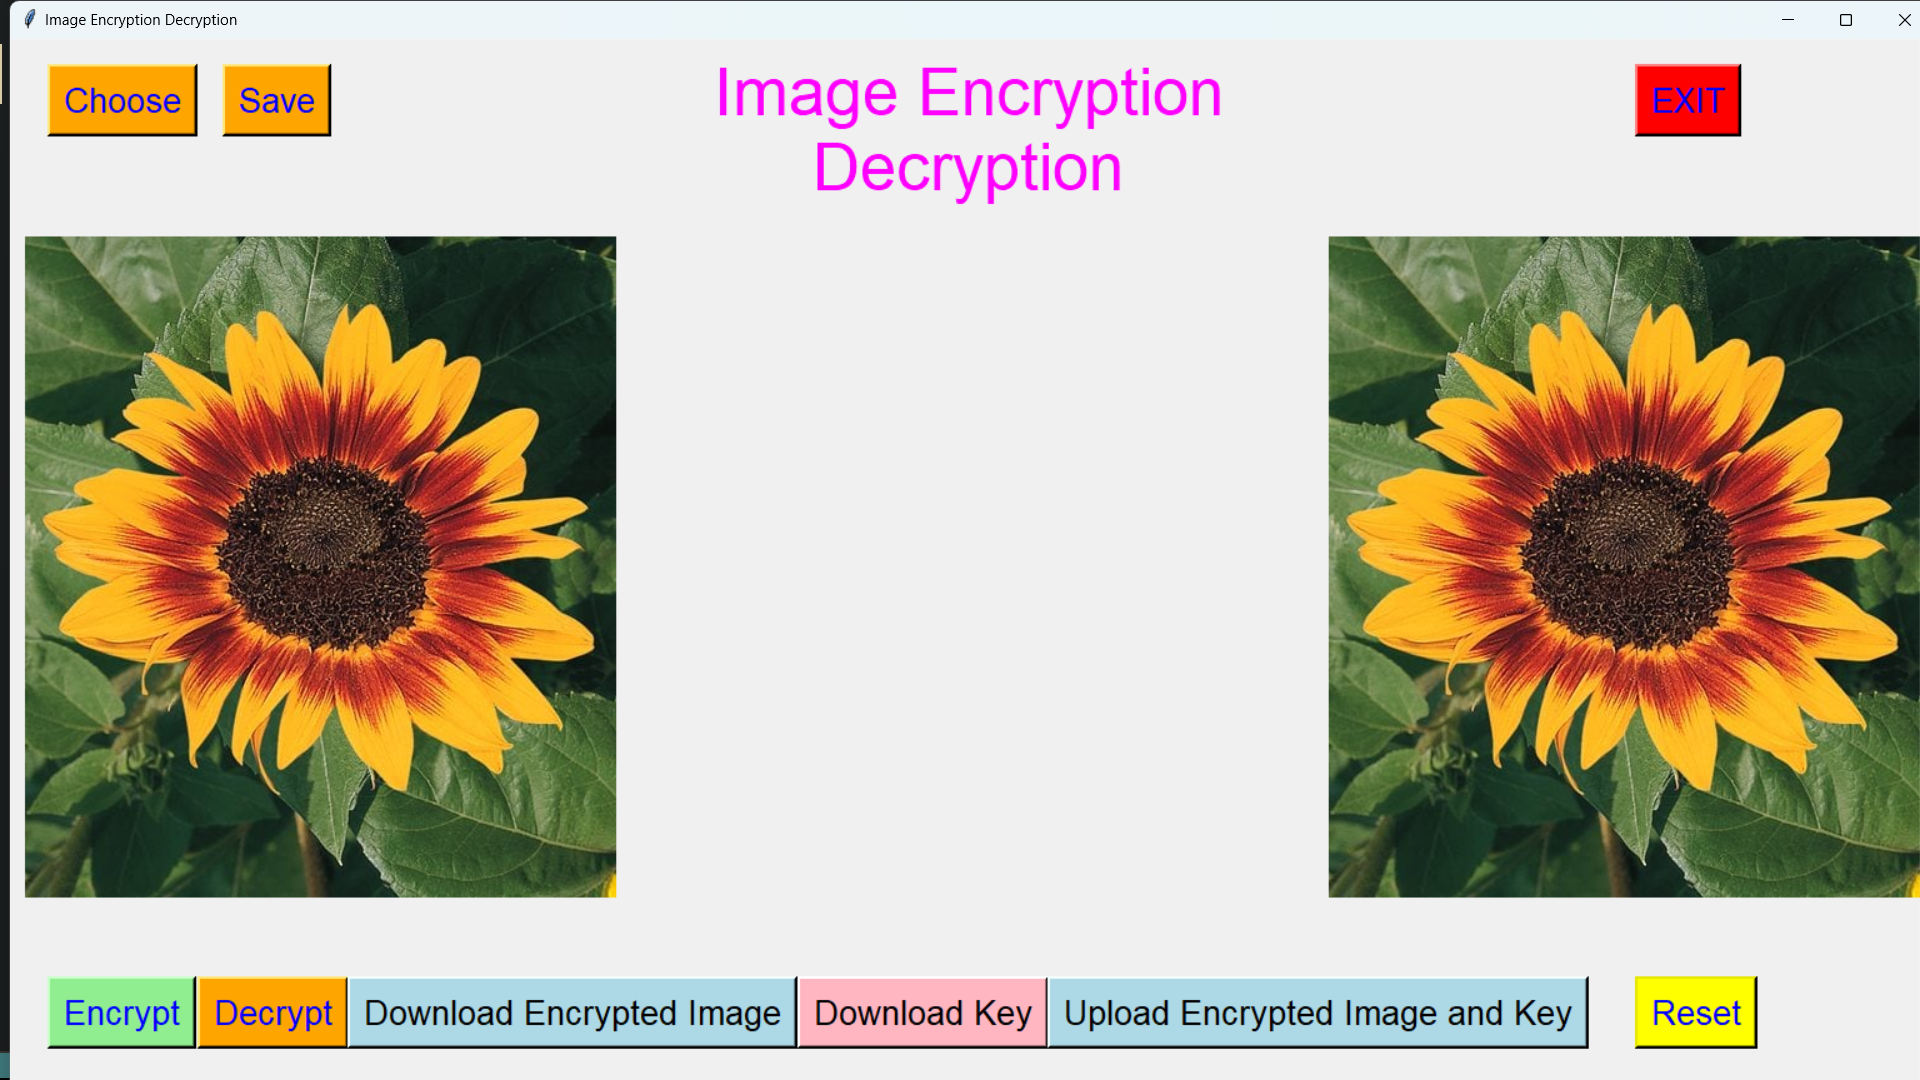 Image Encryption Decryption
Choose
Save
Image Encryption
Decryption
EXIT
Encrypt
Decrypt
Download Encrypted Image
Download Key
Upload Encrypted Image and Key
Reset